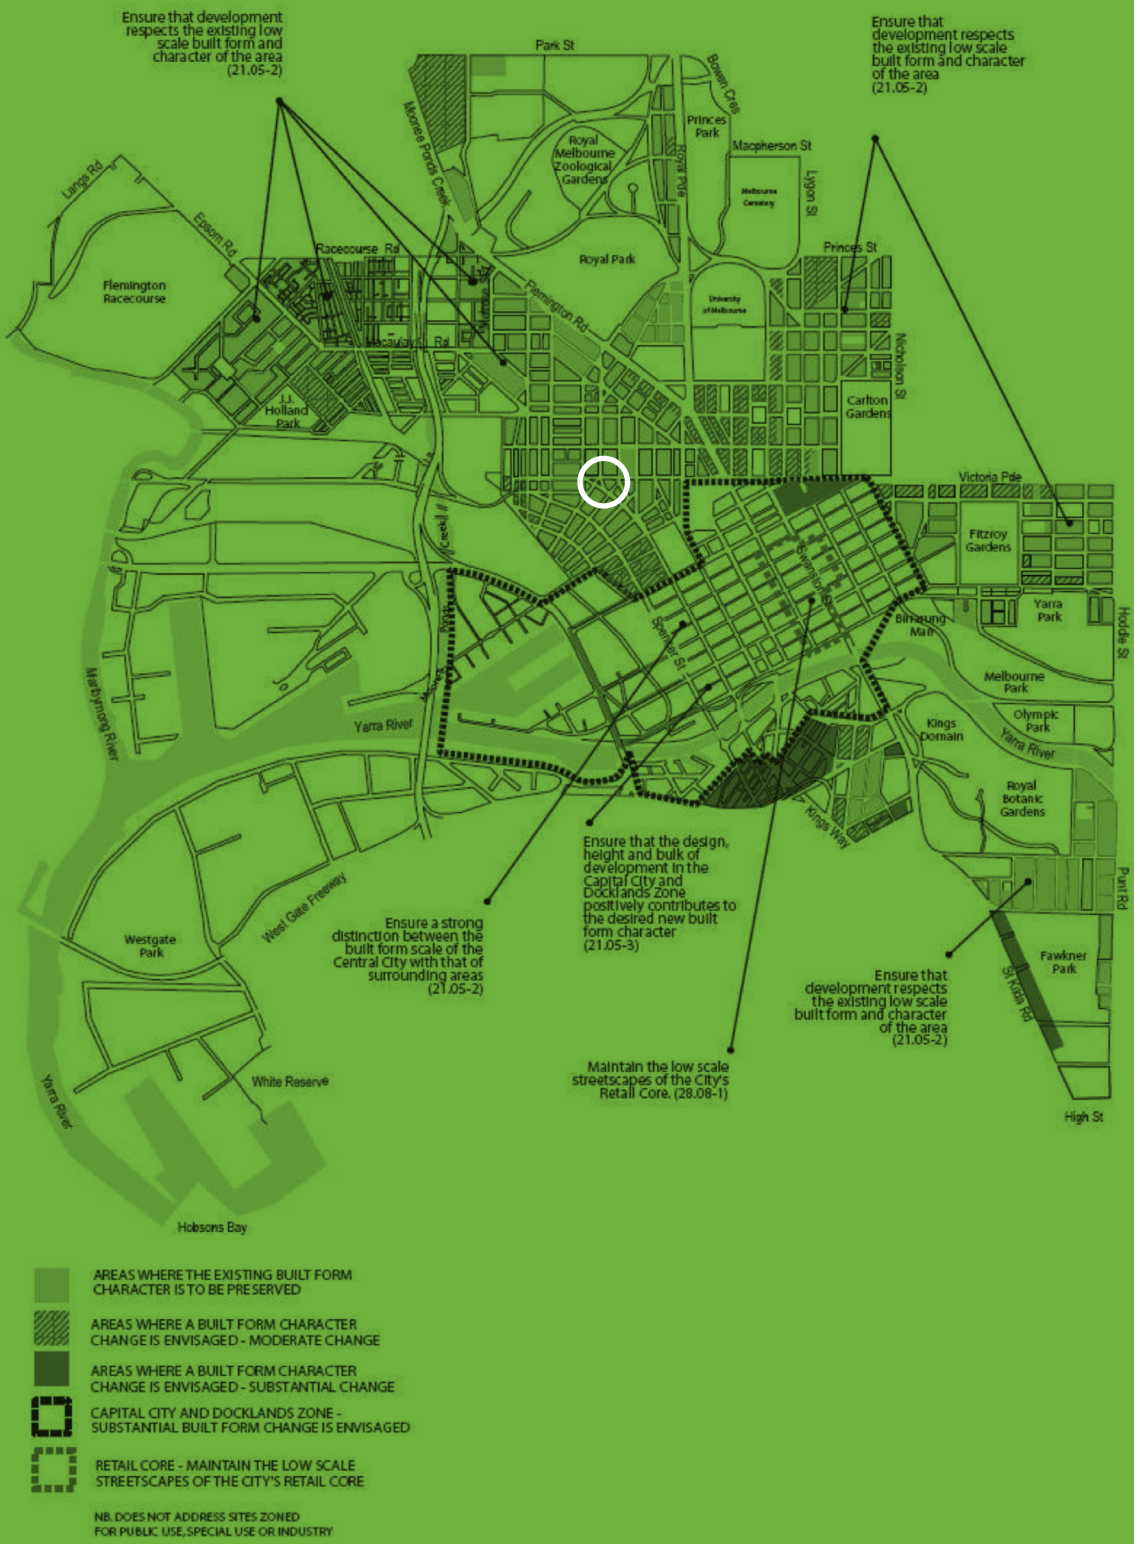 Ensure that development
respects the existing low
scale built form and
character of the area
(21.05-2)
Ensure that
development respects
the existing low scale
built form and character
of the area
(21.05-2)
Park St
Bowen Cres
Moonee Ponds Creek
Princes
Park
Royal
Melbourne
Zoological
Gardens
Royal Pde
Macpherson St
Melbourne
Cemetery
Lygon St
Langs Rd
Epsom Rd
Racecourse Rd
Princes St
Royal Park
Flemington
Racecourse
Flemington Rd
University
of Melbourne
Macaulay Rd
Nicholson St
J.J.
Holland
Park
Carlton
Gardens
Victoria Pde
Creek
Fitzroy
Gardens
Swanston St
Yarra
Park
Birrarung
Marr
Hoddle St
Spencer St
Ponds
Moonee
Maribyrnong River
Melbourne
Park
Yarra River
Kings
Domain
Olympic
Park
Yarra River
Royal
Botanic
Gardens
Kings Way
Ensure that the design,
height and bulk of
development in the
Capital City and
Docklands Zone
positively contributes to
the desired new built
form character
(21.05-3)
Punt Rd
West Gate Freeway
Ensure a strong
distinction between the
built form scale of the
Central City with that of
surrounding areas
(21.05-2)
Westgate
Park
Fawkner
Park
St Kilda Rd
Ensure that
development respects
the existing low scale
built form and character
of the area
(21.05-2)
Maintain the low scale
streetscapes of the City's
Retail Core. (28.08-1)
White Reserve
Yarra River
High St
Hobsons Bay
AREAS WHERE THE EXISTING BUILT FORM
CHARACTER IS TO BE PRESERVED
AREAS WHERE A BUILT FORM CHARACTER
CHANGE IS ENVISAGED - MODERATE CHANGE
AREAS WHERE A BUILT FORM CHARACTER
CHANGE IS ENVISAGED - SUBSTANTIAL CHANGE
CAPITAL CITY AND DOCKLANDS ZONE -
SUBSTANTIAL BUILT FORM CHANGE IS ENVISAGED
RETAIL CORE - MAINTAIN THE LOW SCALE
STREETSCAPES OF THE CITY'S RETAIL CORE
NB. DOES NOT ADDRESS SITES ZONED
FOR PUBLIC USE, SPECIAL USE OR INDUSTRY